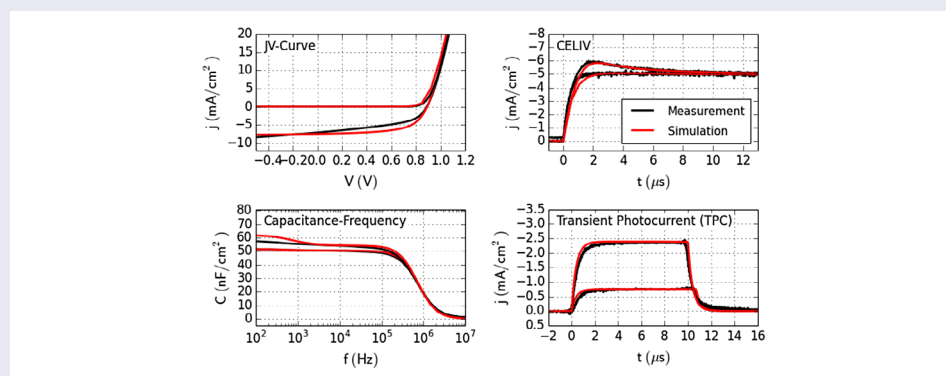 JV-Curve
20
15
10
5
0
−5
−10
j (mA/cm²)
−0.4−0.20.0 0.2 0.4 0.6 0.8 1.0 1.2
V (V)
CELIV
−8
−7
−6
−5
−4
−3
−2
−1
0
j (mA/cm²)
Measurement
Simulation
0 2 4 6 8 10 12
t (μs)
Capacitance-Frequency
80
70
60
50
40
30
20
10
0
C (nF/cm²)
10² 10³ 10⁴ 10⁵ 10⁶ 10⁷
f (Hz)
Transient Photocurrent (TPC)
−3.5
−3.0
−2.5
−2.0
−1.5
−1.0
−0.5
0.0
0.5
j (mA/cm²)
−2 0 2 4 6 8 10 12 14 16
t (μs)